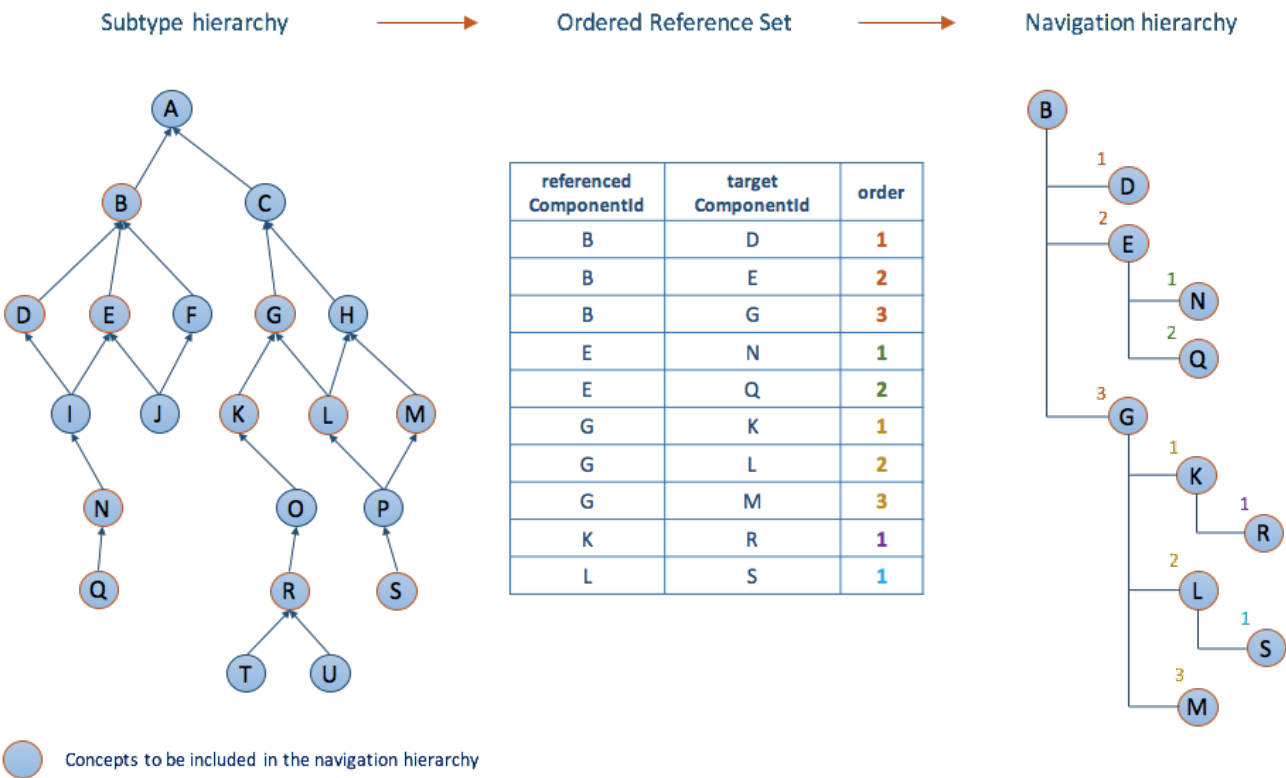 Subtype hierarchy
Ordered Reference Set
Navigation hierarchy
A
B
C
D
E
F
G
H
I
J
K
L
M
N
O
P
Q
R
S
T
U
referenced ComponentId target ComponentId order
B D 1
B E 2
B G 3
E N 1
E Q 2
G K 1
G L 2
G M 3
K R 1
L S 1
B
1
D
2
E
1
N
2
Q
3
G
1
K
1
R
2
L
1
S
3
M
Concepts to be included in the navigation hierarchy